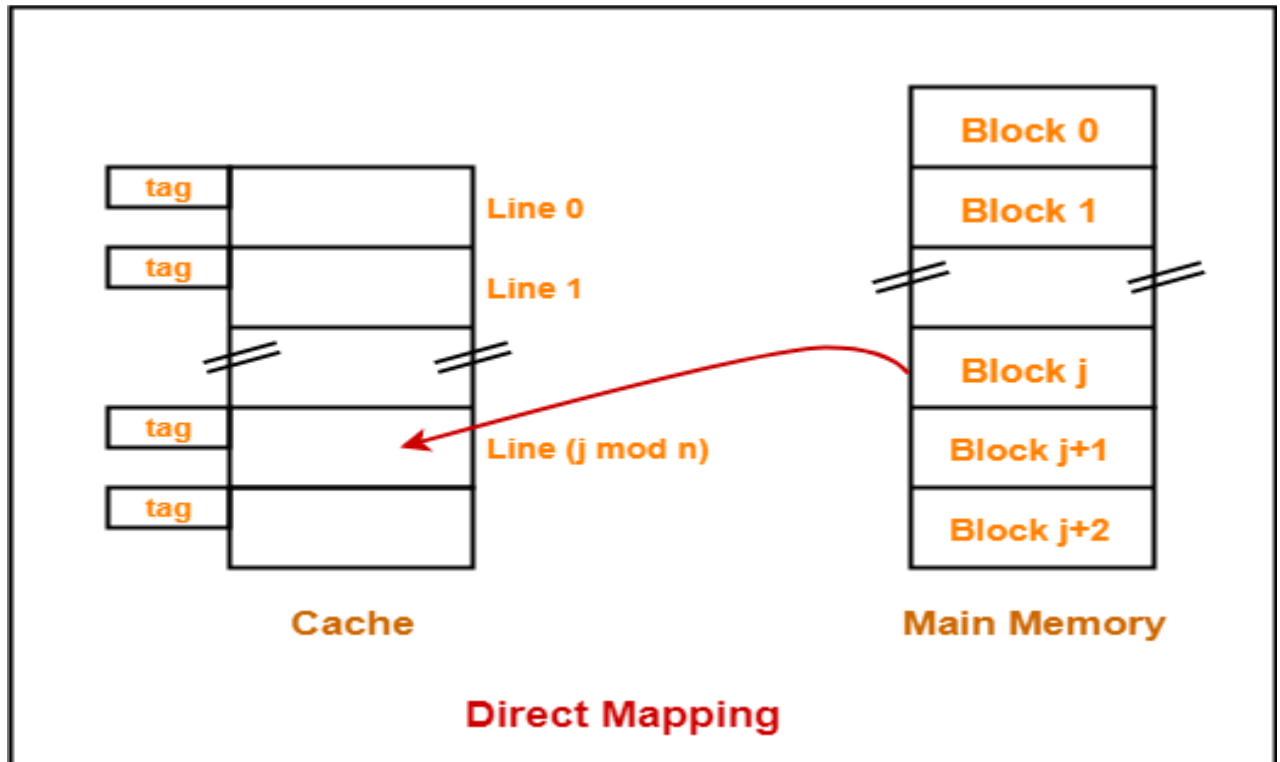 tag
Line 0
tag
Line 1
tag
Line (j mod n)
tag
Cache
Block 0
Block 1
Block j
Block j+1
Block j+2
Main Memory
Direct Mapping